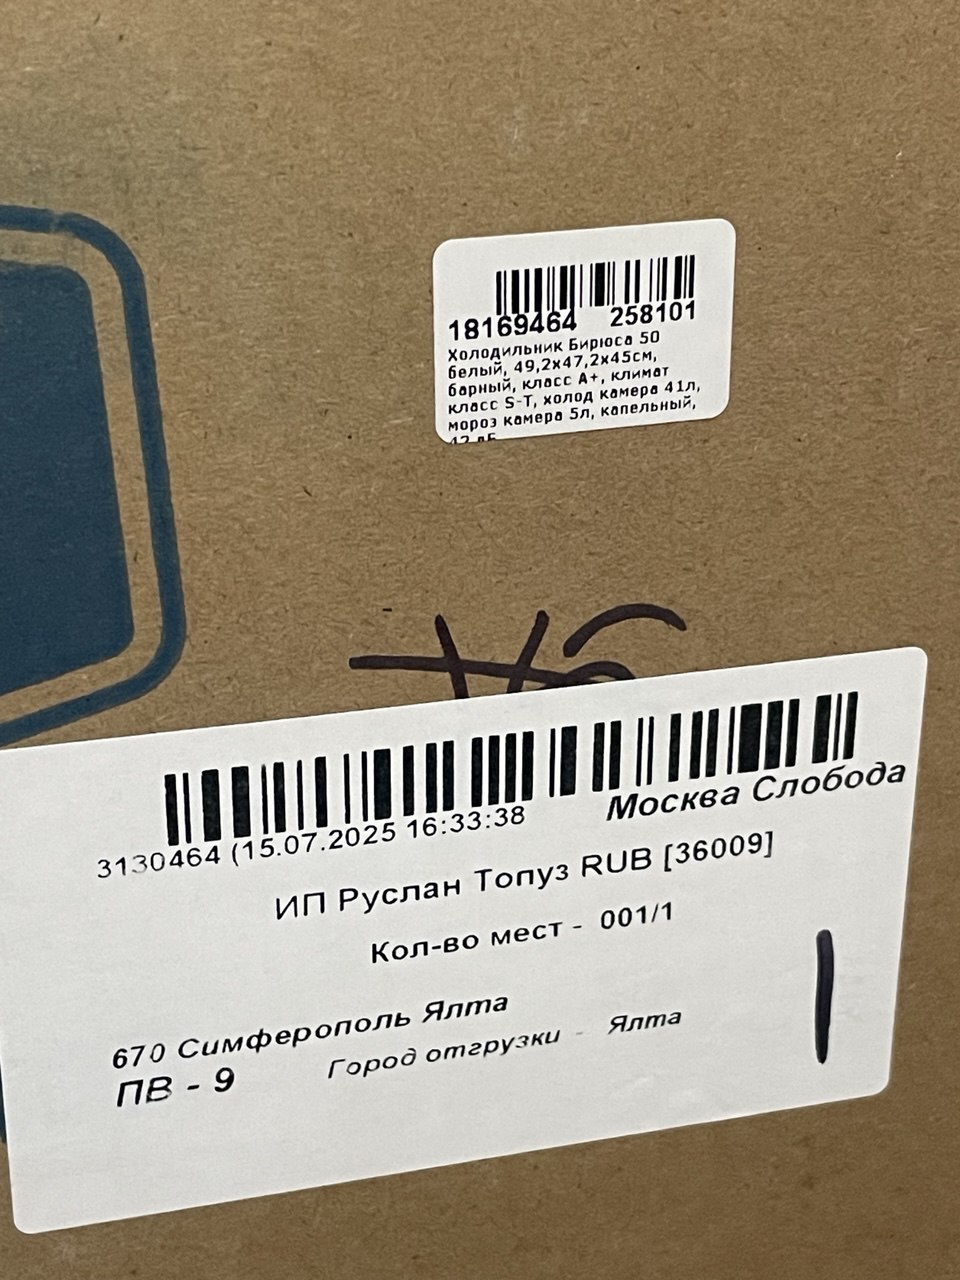 18169464 258101
Холодильник Бирюса 50
белый, 49,2х47,2х45см,
барный, класс А+, климат
класс S-T, холод камера 41л,
мороз камера 5л, капельный,
Москва Слобода
3130464 (15.07.2025 16:33:38
ИП Руслан Топуз RUB [36009]
Кол-во мест - 001/1
670 Симферополь Ялта
Город отгрузки - Ялта
ПВ - 9